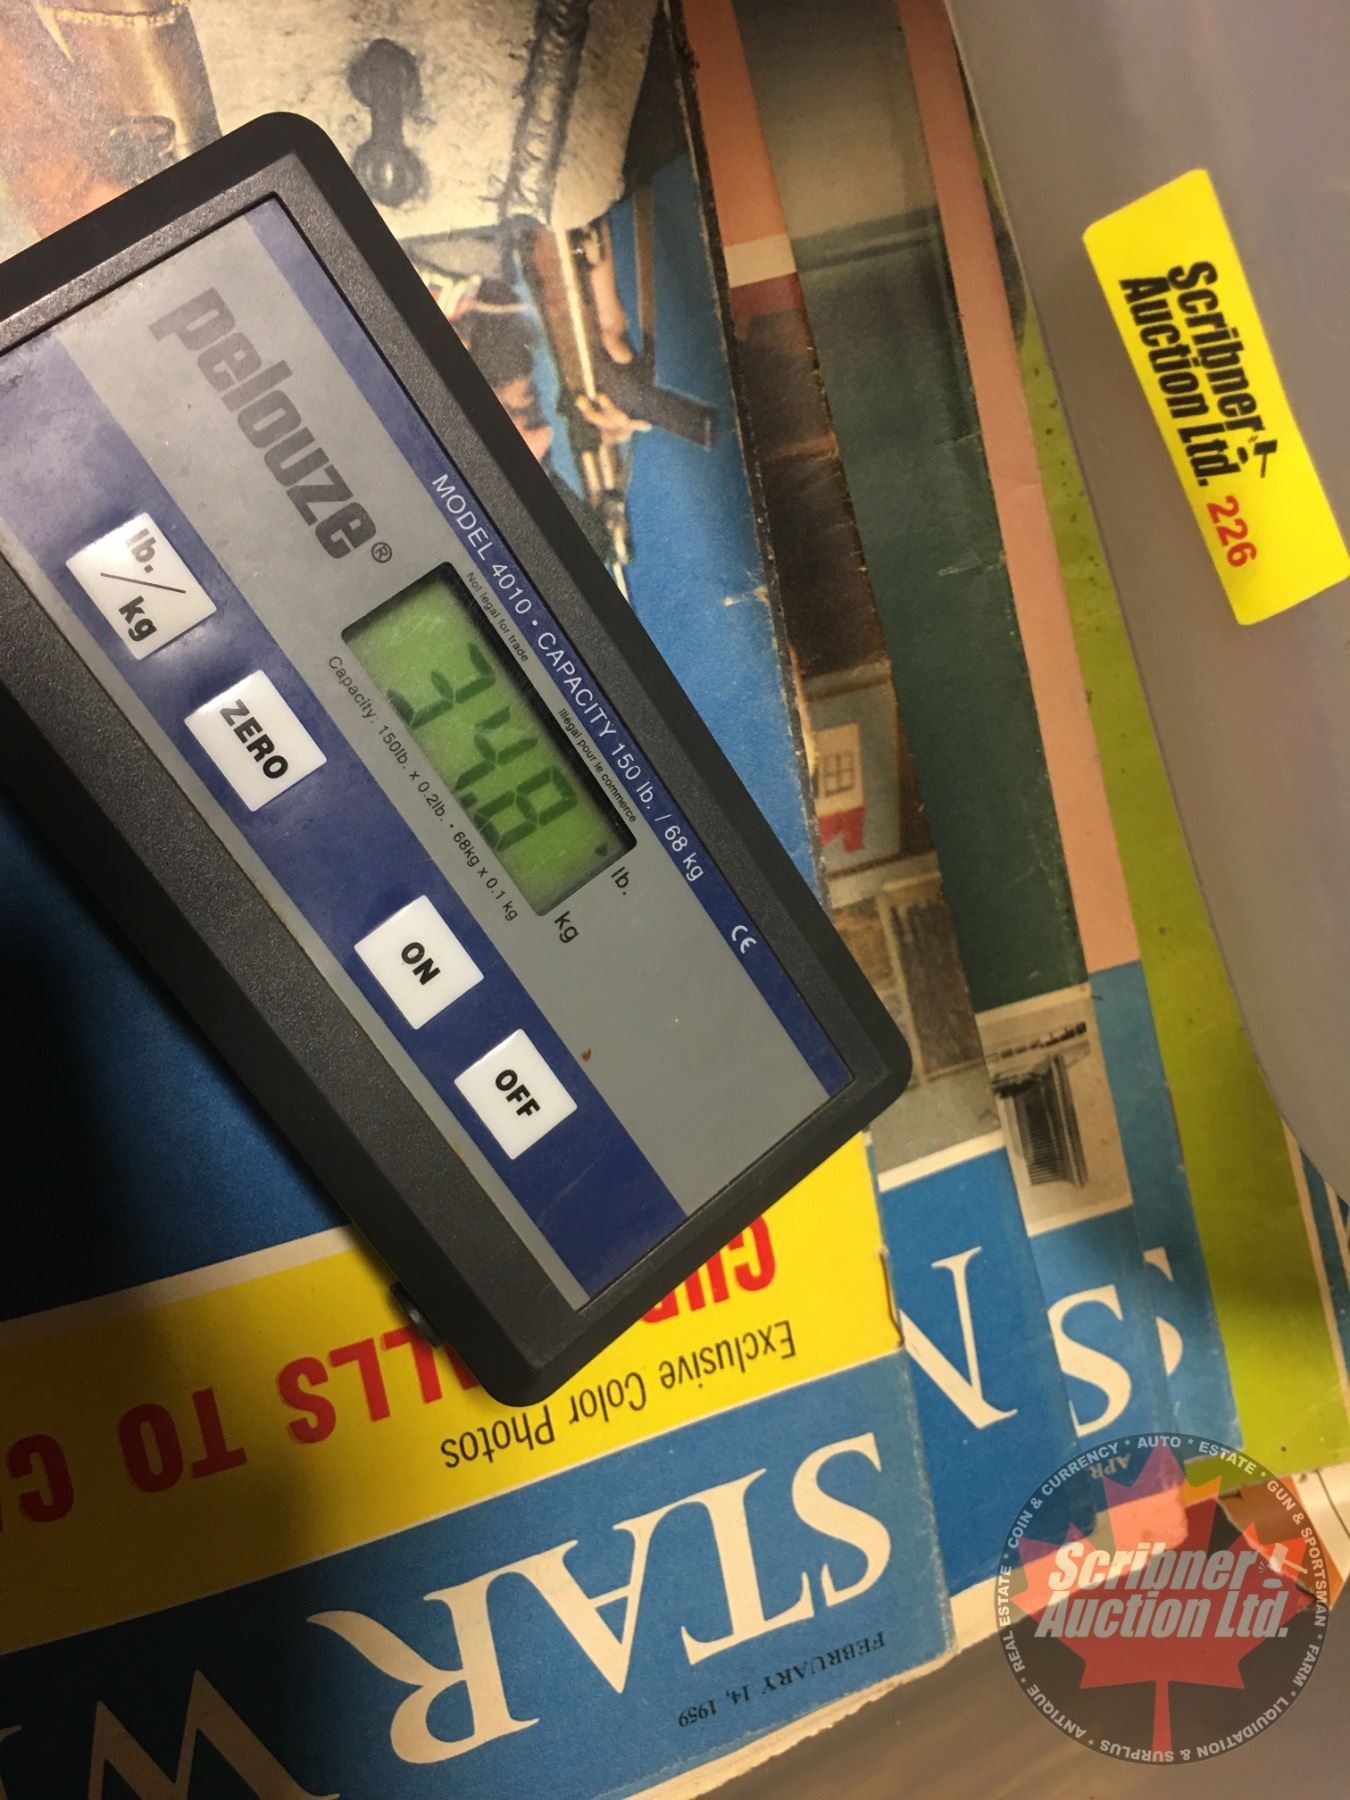 pelouze®
MODEL 4010 • CAPACITY 150 lb. / 68 kg
CE
Not legal for trade
Illegal pour le commerce
34.8
lb.
kg
Capacity: 150lb. x 0.2lb. • 68kg x 0.1 kg
lb./kg
ZERO
ON
OFF
Scribner
Auction Ltd. 226
Exclusive Color Photos
LLS TO
STAR
FEBRUARY 14, 1959
W
S N
S
APR
Scribner
Auction Ltd.
COIN & CURRENCY * AUTO * ESTATE * GUN & SPORTSMAN * FARM * LIQUIDATION & SURPLUS * ANTIQUE * REAL ESTATE *